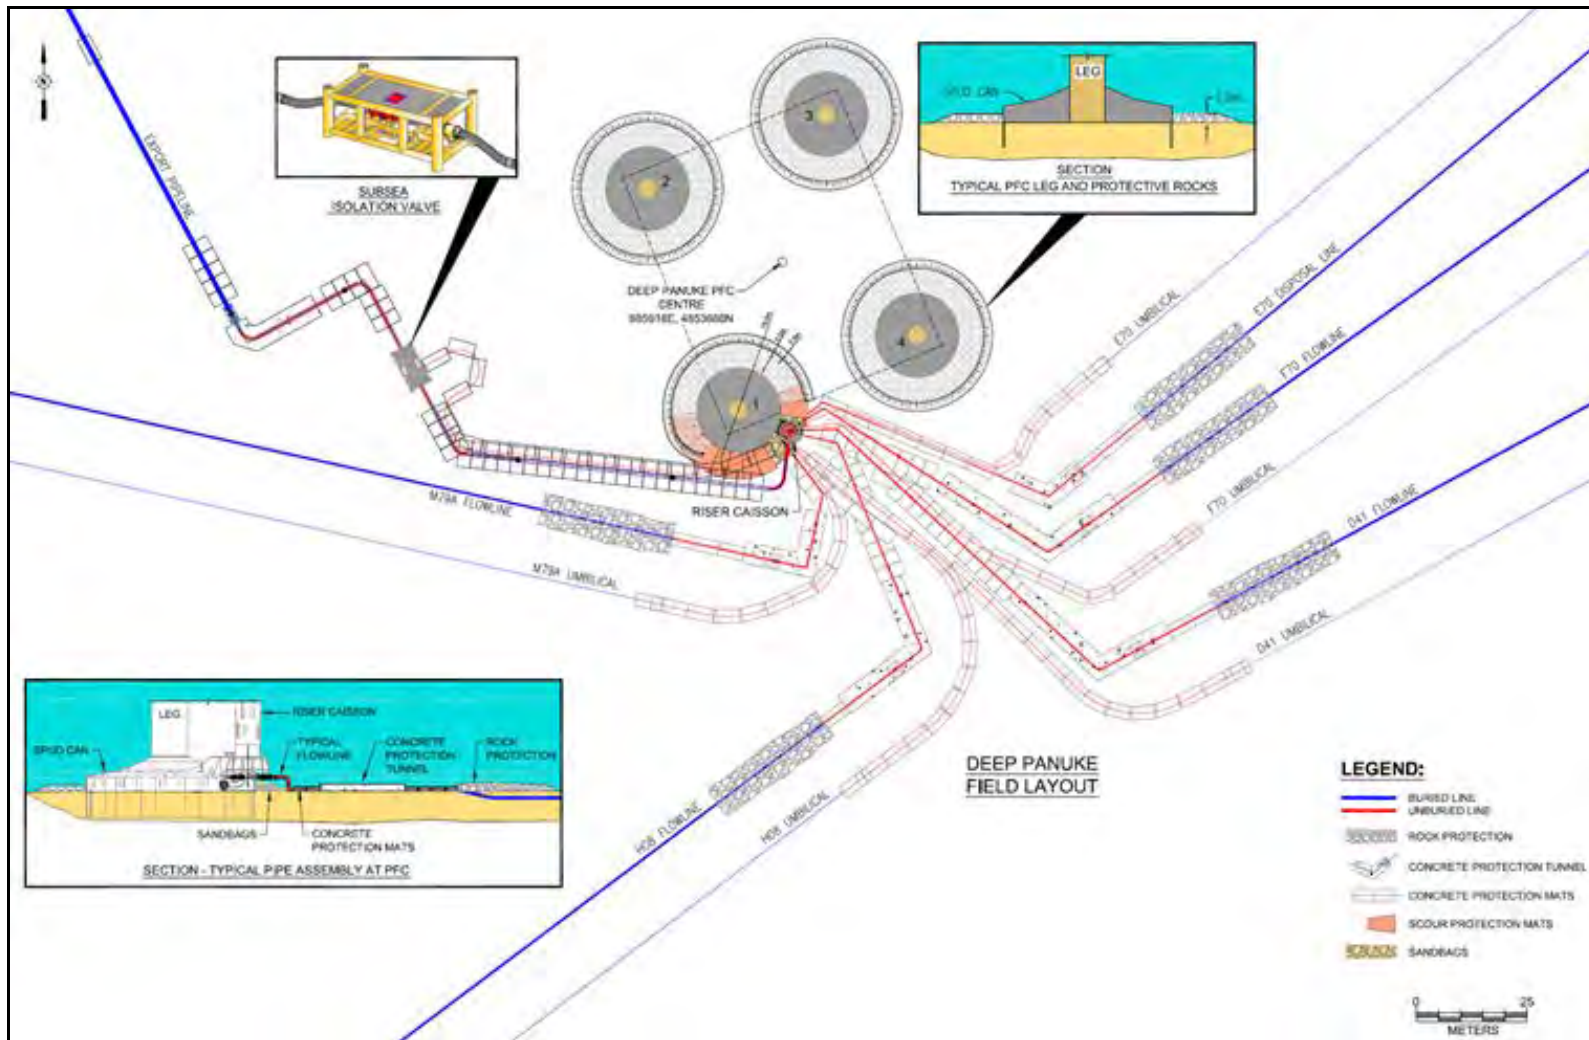 EXPORT PIPELINE
SUBSEA
ISOLATION VALVE
2
3
LEG
SPUD CAN
SECTION
TYPICAL PFC LEG AND PROTECTIVE ROCKS
DEEP PANUKE PFC
CENTRE
1
4
E70 UMBILICAL
E70 DISPOSAL LINE
F70 FLOWLINE
F70 UMBILICAL
D41 FLOWLINE
D41 UMBILICAL
RISER CAISSON
M79A FLOWLINE
M79A UMBILICAL
H08 FLOWLINE
H08 UMBILICAL
LEG
RISER CAISSON
SPUD CAN
TYPICAL
FLOWLINE
CONCRETE
PROTECTION
TUNNEL
ROCK
PROTECTION
SANDBAGS
CONCRETE
PROTECTION MATS
SECTION - TYPICAL PIPE ASSEMBLY AT PFC
DEEP PANUKE
FIELD LAYOUT
LEGEND:
BURIED LINE
UNBURIED LINE
ROCK PROTECTION
CONCRETE PROTECTION TUNNEL
CONCRETE PROTECTION MATS
SCOUR PROTECTION MATS
SANDBAGS
0 25
METERS